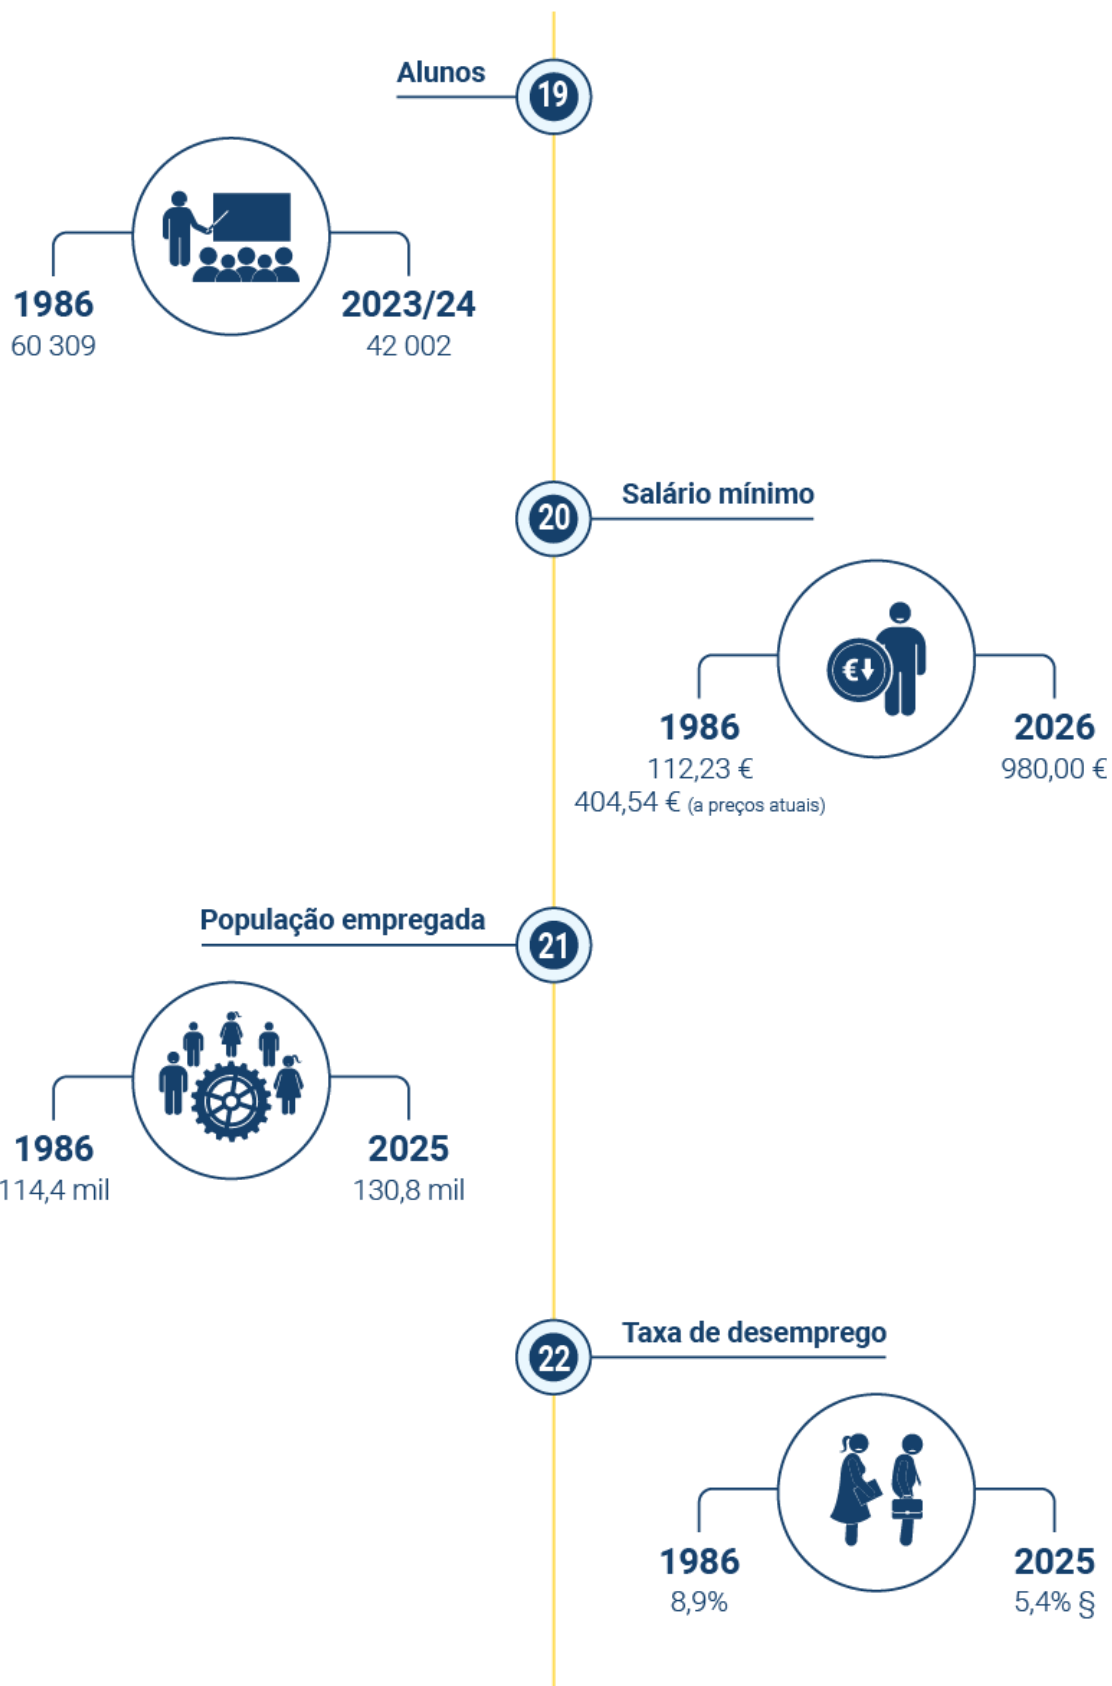 Alunos
19
1986
60 309
2023/24
42 002
Salário mínimo
20
€
1986
112,23 €
404,54 € (a preços atuais)
2026
980,00 €
População empregada
21
1986
114,4 mil
2025
130,8 mil
Taxa de desemprego
22
1986
8,9%
2025
5,4% §